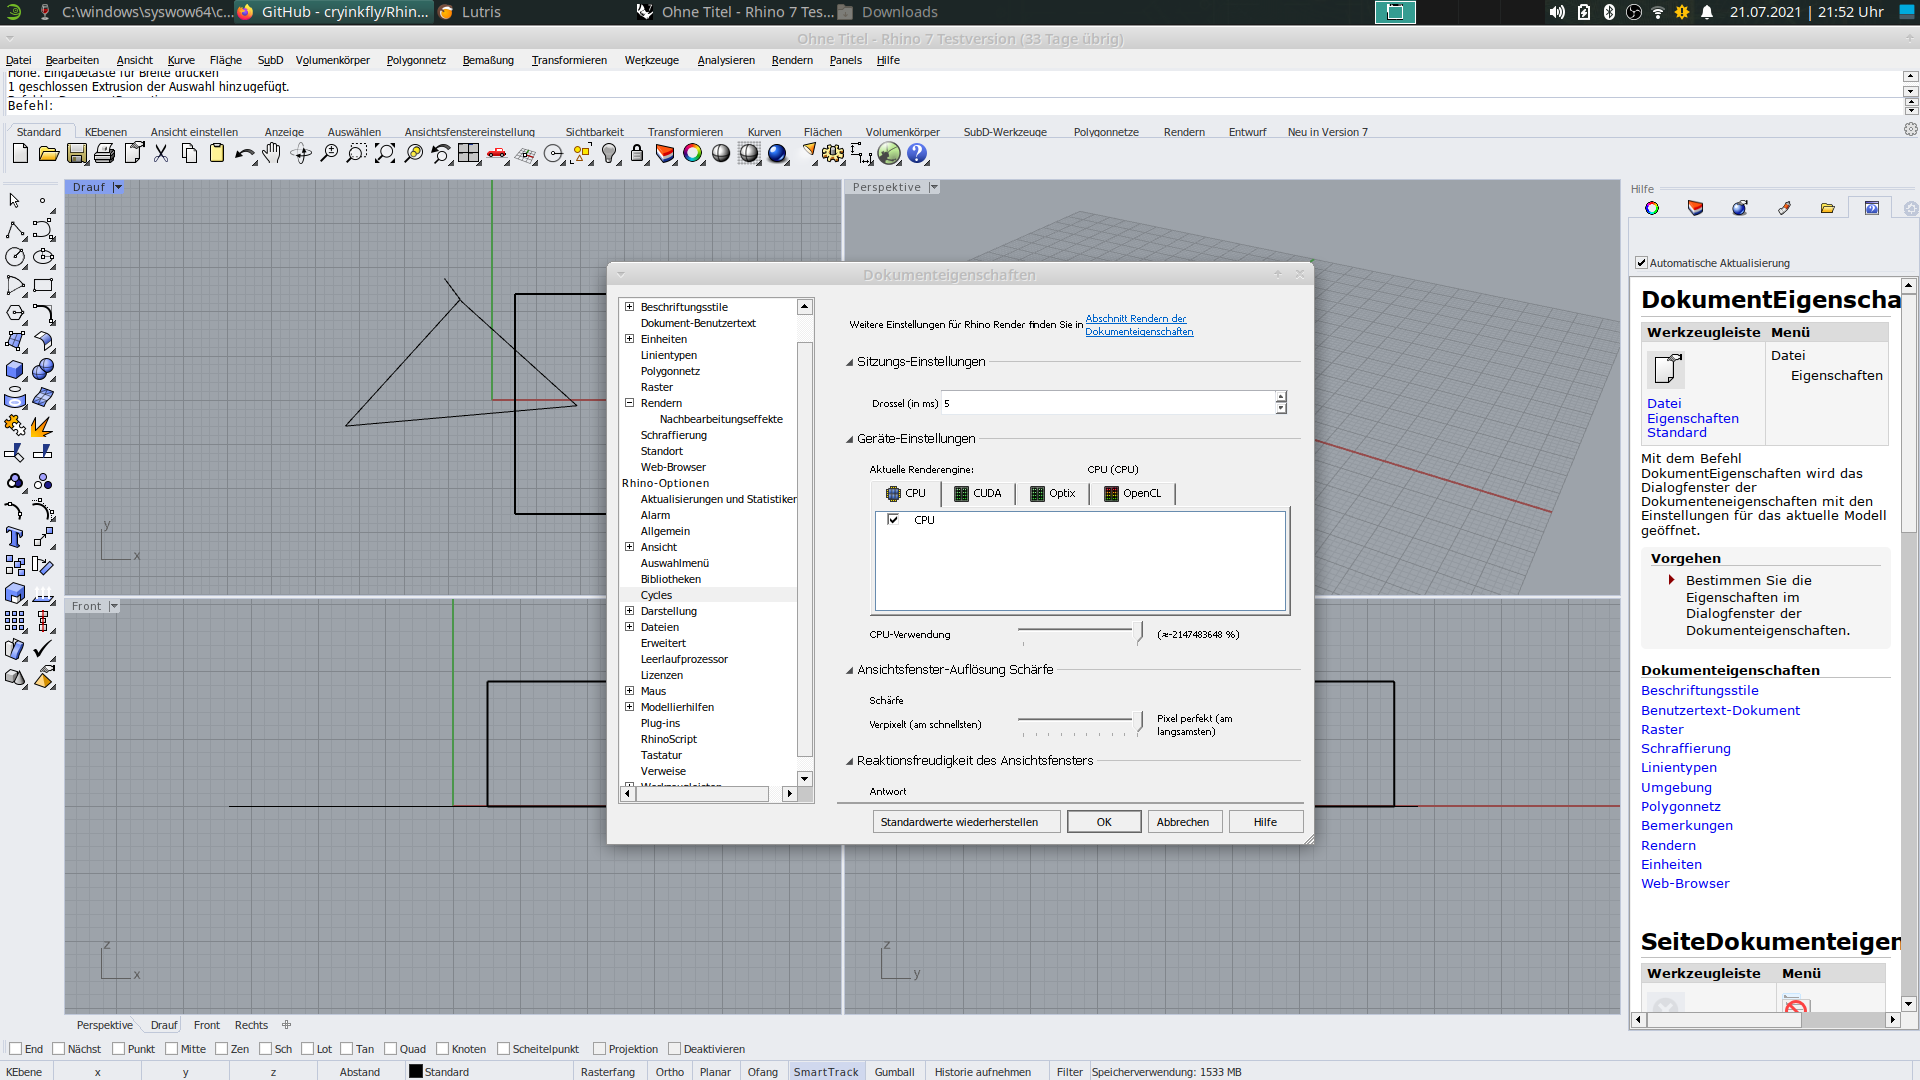 C:\windows\syswow64\c...
GitHub - cryinkfly/Rhin...
Lutris
Ohne Titel - Rhino 7 Tes...
Downloads
21.07.2021 | 21:52 Uhr
Ohne Titel - Rhino 7 Testversion (33 Tage übrig)
Datei Bearbeiten Ansicht Kurve Fläche SubD Volumenkörper Polygonnetz Bemaßung Transformieren Werkzeuge Analysieren Rendern Panels Hilfe
Höhe. Eingabetaste für Breite drücken
1 geschlossen Extrusion der Auswahl hinzugefügt.
Befehl:
Standard KEbenen Ansicht einstellen Anzeige Auswählen Ansichtsfenstereinstellung Sichtbarkeit Transformieren Kurven Flächen Volumenkörper SubD-Werkzeuge Polygonnetze Rendern Entwurf Neu in Version 7
Drauf
y
x
Perspektive
Front
z
x
z
y
Dokumenteigenschaften
Beschriftungsstile
Dokument-Benutzertext
Einheiten
Linientypen
Polygonnetz
Raster
Rendern
Nachbearbeitungseffekte
Schraffierung
Standort
Web-Browser
Rhino-Optionen
Aktualisierungen und Statistiker
Alarm
Allgemein
Ansicht
Auswahlmenü
Bibliotheken
Cycles
Darstellung
Dateien
Erweitert
Leerlaufprozessor
Lizenzen
Maus
Modellierhilfen
Plug-ins
RhinoScript
Tastatur
Verweise
Weitere Einstellungen für Rhino Render finden Sie in Abschnitt Rendern der
Dokumenteigenschaften
Sitzungs-Einstellungen
Drossel (in ms) 5
Geräte-Einstellungen
Aktuelle Renderengine: CPU (CPU)
CPU CUDA Optix OpenCL
CPU
CPU-Verwendung (≈-2147483648 %)
Ansichtsfenster-Auflösung Schärfe
Schärfe
Verpixelt (am schnellsten) Pixel perfekt (am
langsamsten)
Reaktionsfreudigkeit des Ansichtsfensters
Antwort
Standardwerte wiederherstellen OK Abbrechen Hilfe
Hilfe
Automatische Aktualisierung
DokumentEigenscha
Werkzeugleiste Menü
Datei
Eigenschaften
Datei
Eigenschaften
Standard
Mit dem Befehl
DokumentEigenschaften wird das
Dialogfenster der
Dokumenteneigenschaften mit den
Einstellungen für das aktuelle Modell
geöffnet.
Vorgehen
Bestimmen Sie die
Eigenschaften im
Dialogfenster der
Dokumenteigenschaften.
Dokumenteigenschaften
Beschriftungsstile
Benutzertext-Dokument
Raster
Schraffierung
Linientypen
Umgebung
Polygonnetz
Bemerkungen
Rendern
Einheiten
Web-Browser
SeiteDokumenteigen
Werkzeugleiste Menü
Perspektive Drauf Front Rechts
End Nächst Punkt Mitte Zen Sch Lot Tan Quad Knoten Scheitelpunkt Projektion Deaktivieren
KEbene x y z Abstand Standard Rasterfang Ortho Planar Ofang SmartTrack Gumball Historie aufnehmen Filter Speicherverwendung: 1533 MB